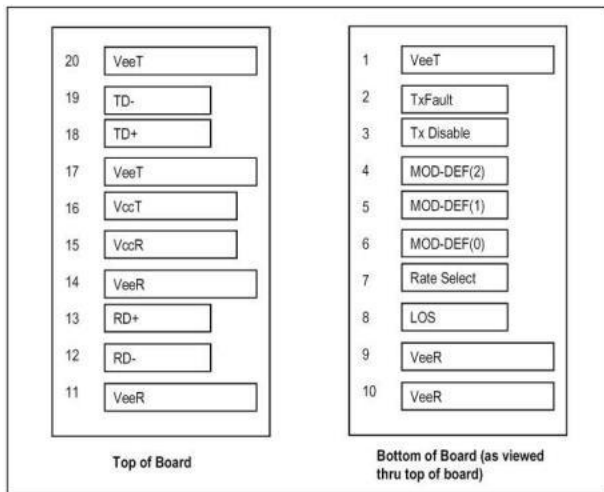 20 VeeT
19 TD-
18 TD+
17 VeeT
16 VccT
15 VccR
14 VeeR
13 RD+
12 RD-
11 VeeR
Top of Board
1 VeeT
2 TxFault
3 Tx Disable
4 MOD-DEF(2)
5 MOD-DEF(1)
6 MOD-DEF(0)
7 Rate Select
8 LOS
9 VeeR
10 VeeR
Bottom of Board (as viewed
thru top of board)